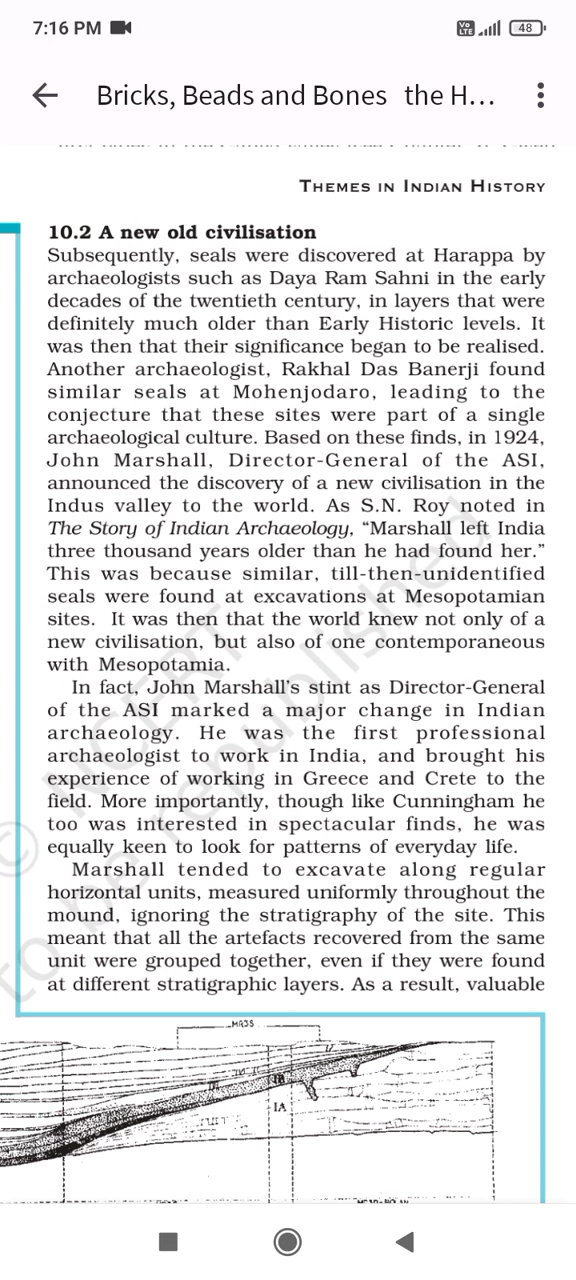 7:16 PM
Vo
LTE
48
Bricks, Beads and Bones the H...
THEMES IN INDIAN HISTORY
10.2 A new old civilisation
Subsequently, seals were discovered at Harappa by
archaeologists such as Daya Ram Sahni in the early
decades of the twentieth century, in layers that were
definitely much older than Early Historic levels. It
was then that their significance began to be realised.
Another archaeologist, Rakhal Das Banerji found
similar seals at Mohenjodaro, leading to the
conjecture that these sites were part of a single
archaeological culture. Based on these finds, in 1924,
John Marshall, Director-General of the ASI,
announced the discovery of a new civilisation in the
Indus valley to the world. As S.N. Roy noted in
The Story of Indian Archaeology, “Marshall left India
three thousand years older than he had found her.”
This was because similar, till-then-unidentified
seals were found at excavations at Mesopotamian
sites. It was then that the world knew not only of a
new civilisation, but also of one contemporaneous
with Mesopotamia.
In fact, John Marshall’s stint as Director-General
of the ASI marked a major change in Indian
archaeology. He was the first professional
archaeologist to work in India, and brought his
experience of working in Greece and Crete to the
field. More importantly, though like Cunningham he
too was interested in spectacular finds, he was
equally keen to look for patterns of everyday life.
Marshall tended to excavate along regular
horizontal units, measured uniformly throughout the
mound, ignoring the stratigraphy of the site. This
meant that all the artefacts recovered from the same
unit were grouped together, even if they were found
at different stratigraphic layers. As a result, valuable
© NCERT
to be republished
IA